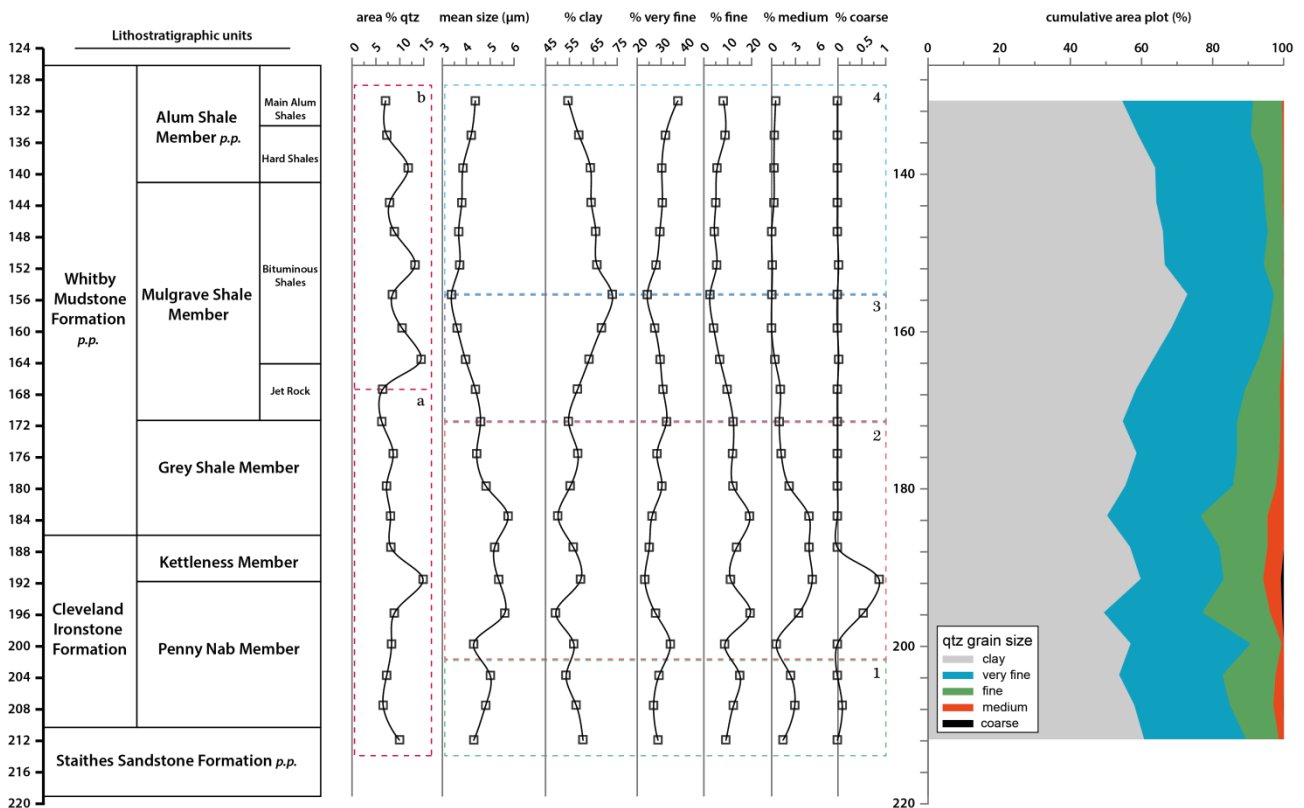 area % qtz
mean size (µm)
% clay
% very fine
% fine
% medium
% coarse
cumulative area plot (%)
Lithostratigraphic units
0 5 10 15
3 4 5 6
45 55 65 75
20 30 40
0 10 20
0 3 6
0 0.5 1
0 20 40 60 80 100
124
128
132
136
140
144
148
152
156
160
164
168
172
176
180
184
188
192
196
200
204
208
212
216
220
Whitby
Mudstone
Formation
p.p.
Cleveland
Ironstone
Formation
Alum Shale
Member p.p.
Mulgrave Shale
Member
Grey Shale Member
Kettleness Member
Penny Nab Member
Staithes Sandstone Formation p.p.
Main Alum
Shales
Hard Shales
Bituminous
Shales
Jet Rock
b
a
4
3
2
1
140
160
180
200
220
qtz grain size
clay
very fine
fine
medium
coarse